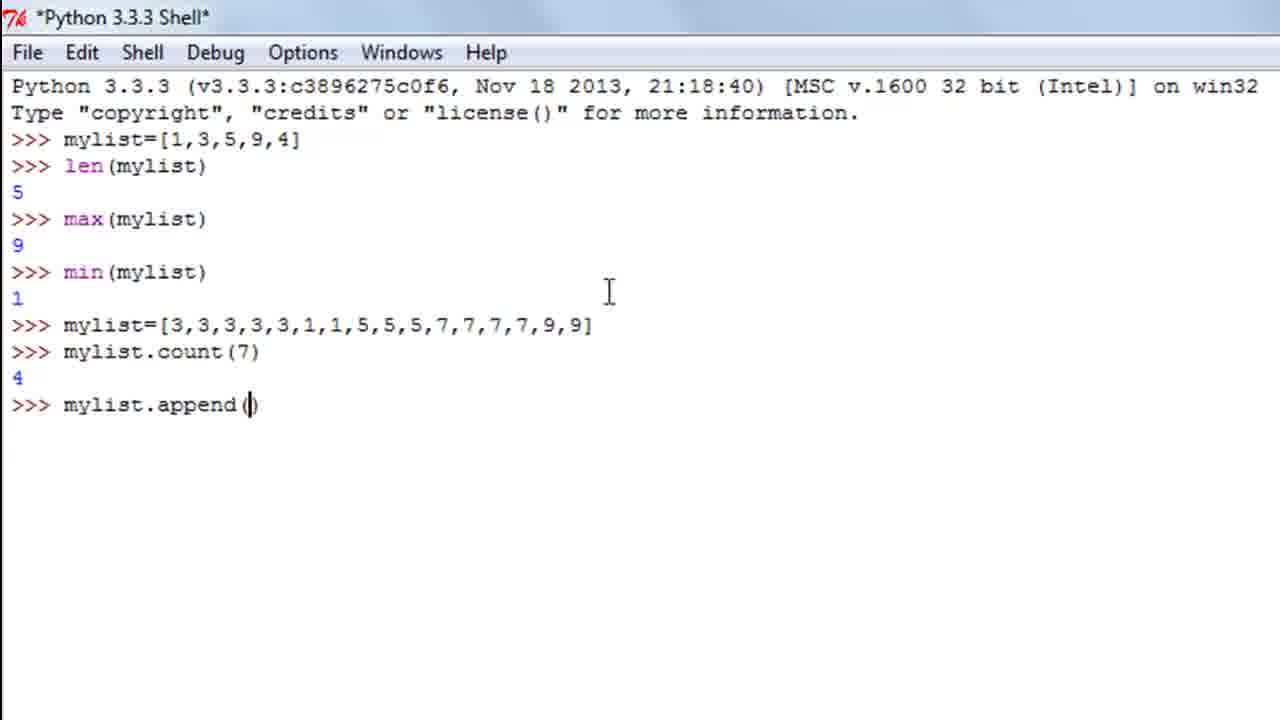 *Python 3.3.3 Shell*
File Edit Shell Debug Options Windows Help
Python 3.3.3 (v3.3.3:c3896275c0f6, Nov 18 2013, 21:18:40) [MSC v.1600 32 bit (Intel)] on win32
Type "copyright", "credits" or "license()" for more information.
>>> mylist=[1,3,5,9,4]
>>> len(mylist)
5
>>> max(mylist)
9
>>> min(mylist)
1
>>> mylist=[3,3,3,3,3,1,1,5,5,5,7,7,7,7,9,9]
>>> mylist.count(7)
4
>>> mylist.append()